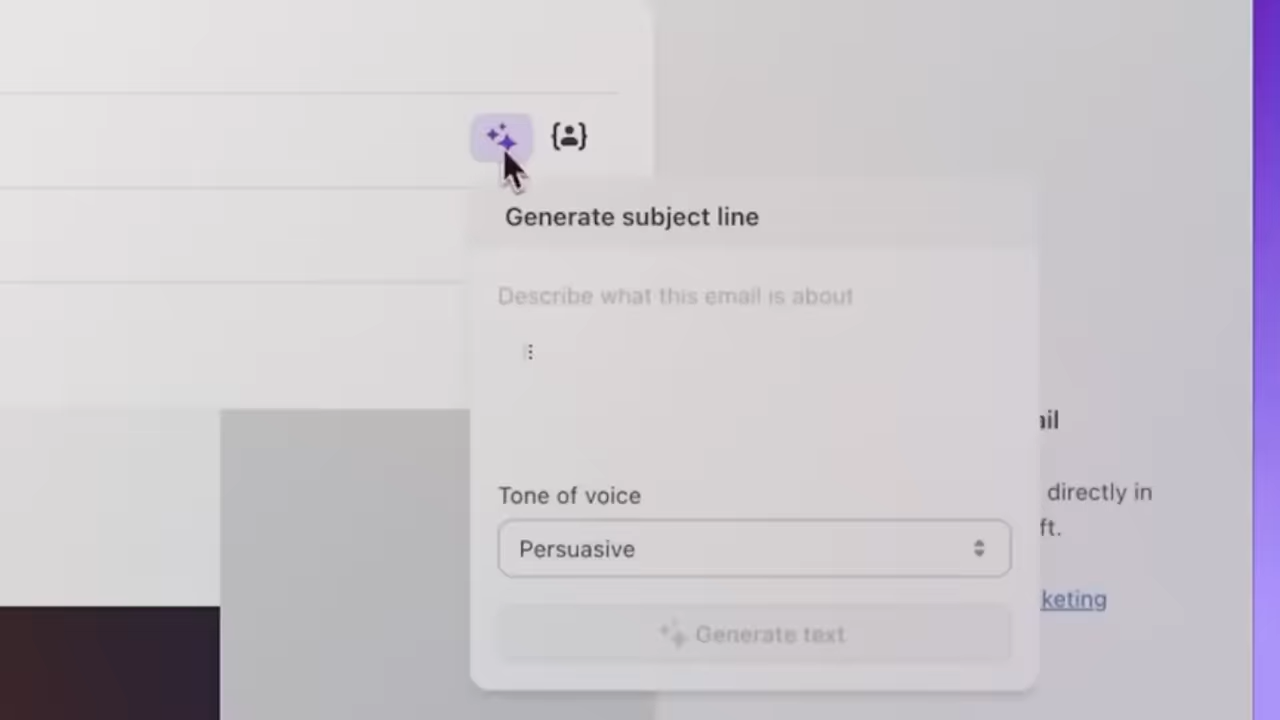 Generate subject line
Describe what this email is about
ail
Tone of voice
directly in
ft.
Persuasive
keting
Generate text